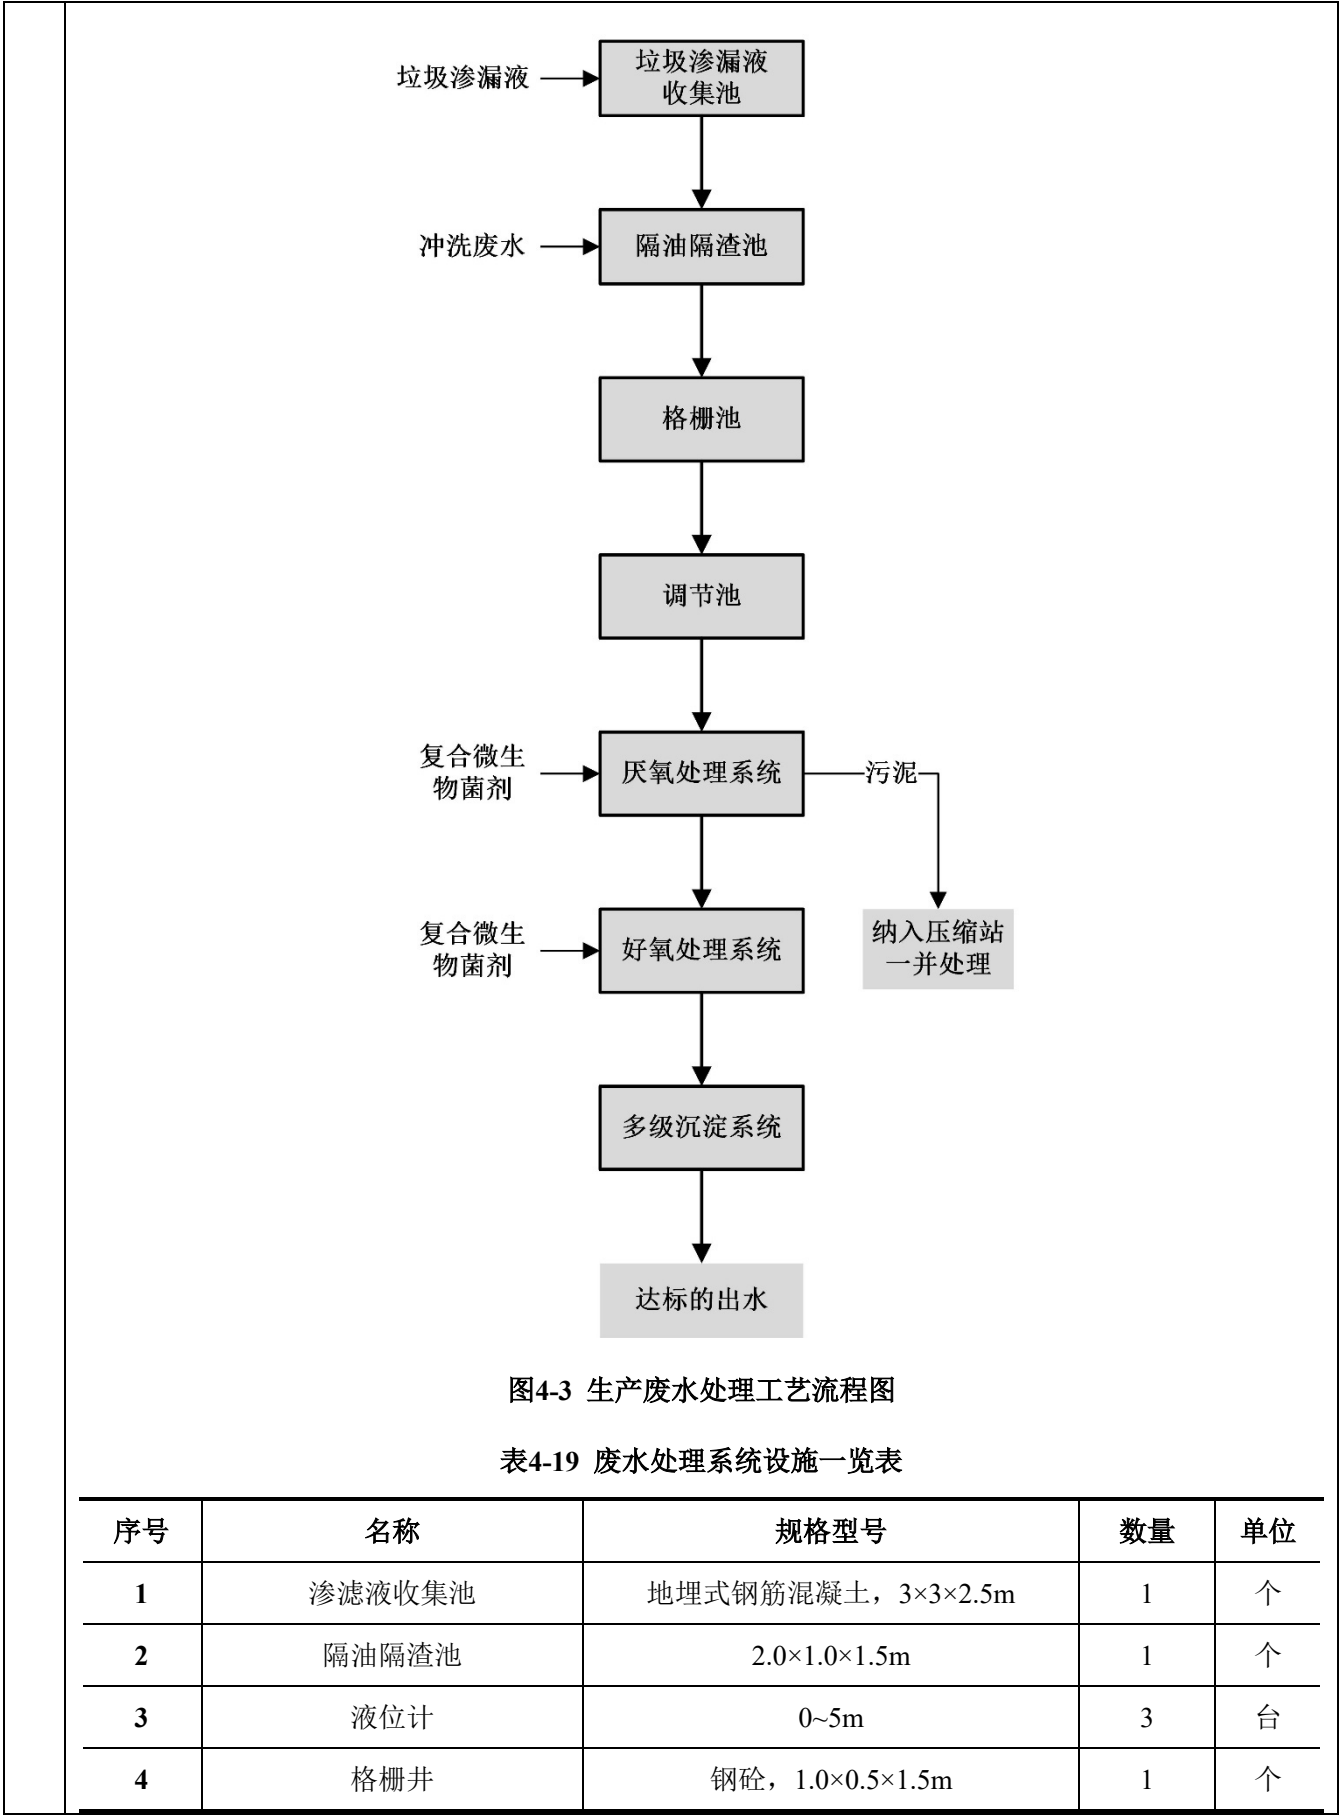 垃圾渗漏液
垃圾渗漏液
收集池
冲洗废水
隔油隔渣池
格栅池
调节池
复合微生
物菌剂
厌氧处理系统
污泥
复合微生
物菌剂
好氧处理系统
纳入压缩站
一并处理
多级沉淀系统
达标的出水
图4-3 生产废水处理工艺流程图
表4-19 废水处理系统设施一览表
序号 名称 规格型号 数量 单位
1 渗滤液收集池 地埋式钢筋混凝土，3×3×2.5m 1 个
2 隔油隔渣池 2.0×1.0×1.5m 1 个
3 液位计 0~5m 3 台
4 格栅井 钢砼，1.0×0.5×1.5m 1 个